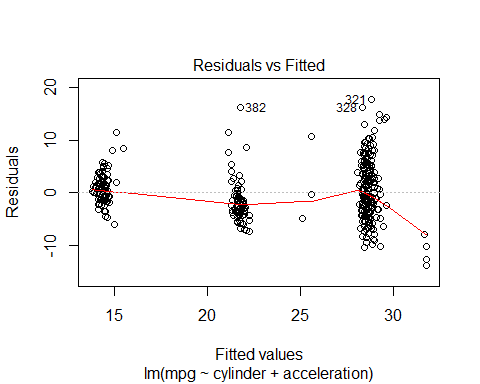 Residuals vs Fitted
Residuals
20
10
0
-10
382
321
328
15
20
25
30
Fitted values
lm(mpg ~ cylinder + acceleration)